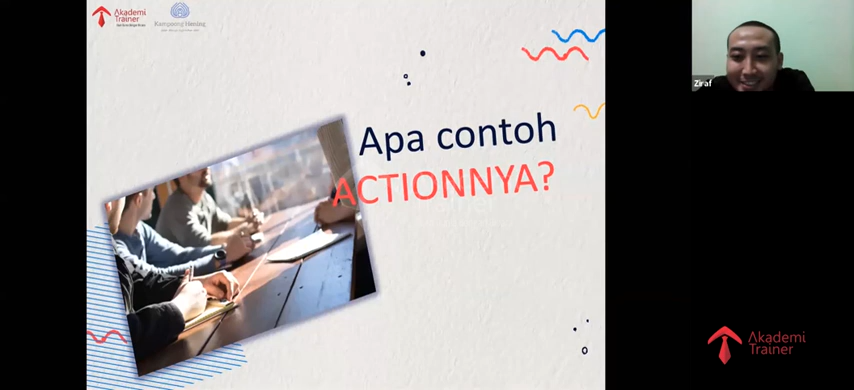 Akademi
Trainer
Kampoeng Hening
Apa contoh
ACTIONNYA?
Ziraf
Akademi
Trainer